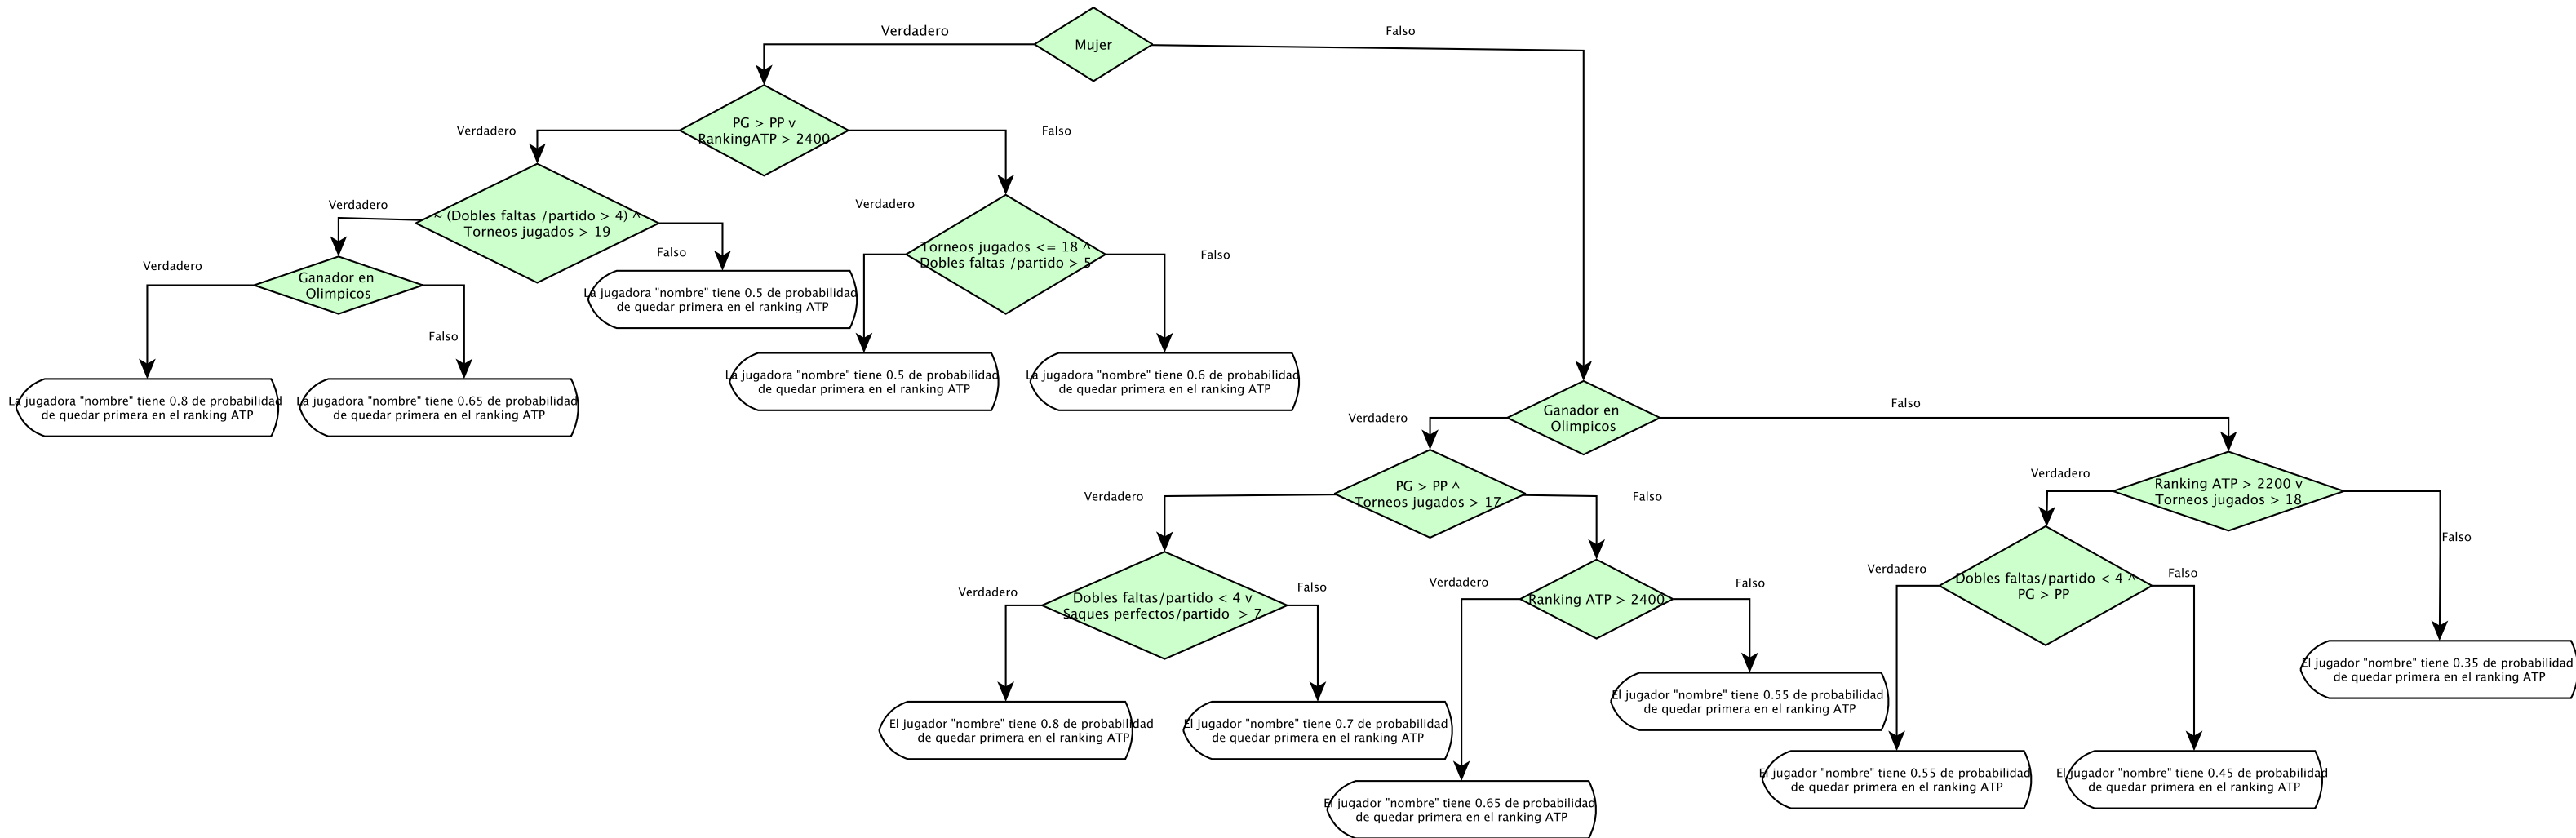 Verdadero
Falso
Mujer
PG > PP v
RankingATP > 2400
Verdadero
Falso
~ (Dobles faltas /partido > 4) ^
Torneos jugados > 19
Verdadero
Falso
Torneos jugados <= 18 ^
Dobles faltas /partido > 5
Verdadero
Falso
Ganador en
Olimpicos
Verdadero
Falso
La jugadora "nombre" tiene 0.5 de probabilidad
de quedar primera en el ranking ATP
La jugadora "nombre" tiene 0.8 de probabilidad
de quedar primera en el ranking ATP
La jugadora "nombre" tiene 0.65 de probabilidad
de quedar primera en el ranking ATP
La jugadora "nombre" tiene 0.5 de probabilidad
de quedar primera en el ranking ATP
La jugadora "nombre" tiene 0.6 de probabilidad
de quedar primera en el ranking ATP
Ganador en
Olimpicos
Verdadero
Falso
PG > PP ^
Torneos jugados > 17
Verdadero
Falso
Ranking ATP > 2200 v
Torneos jugados > 18
Verdadero
Falso
Dobles faltas/partido < 4 v
Saques perfectos/partido  > 7
Verdadero
Falso
Ranking ATP > 2400
Verdadero
Falso
Dobles faltas/partido < 4 ^
PG > PP
Verdadero
Falso
El jugador "nombre" tiene 0.8 de probabilidad
de quedar primera en el ranking ATP
El jugador "nombre" tiene 0.7 de probabilidad
de quedar primera en el ranking ATP
El jugador "nombre" tiene 0.65 de probabilidad
de quedar primera en el ranking ATP
El jugador "nombre" tiene 0.55 de probabilidad
de quedar primera en el ranking ATP
El jugador "nombre" tiene 0.55 de probabilidad
de quedar primera en el ranking ATP
El jugador "nombre" tiene 0.45 de probabilidad
de quedar primera en el ranking ATP
El jugador "nombre" tiene 0.35 de probabilidad
de quedar primera en el ranking ATP